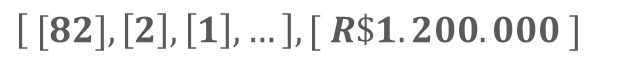 [ [82], [2], [1], ... ], [ R$1.200.000 ]